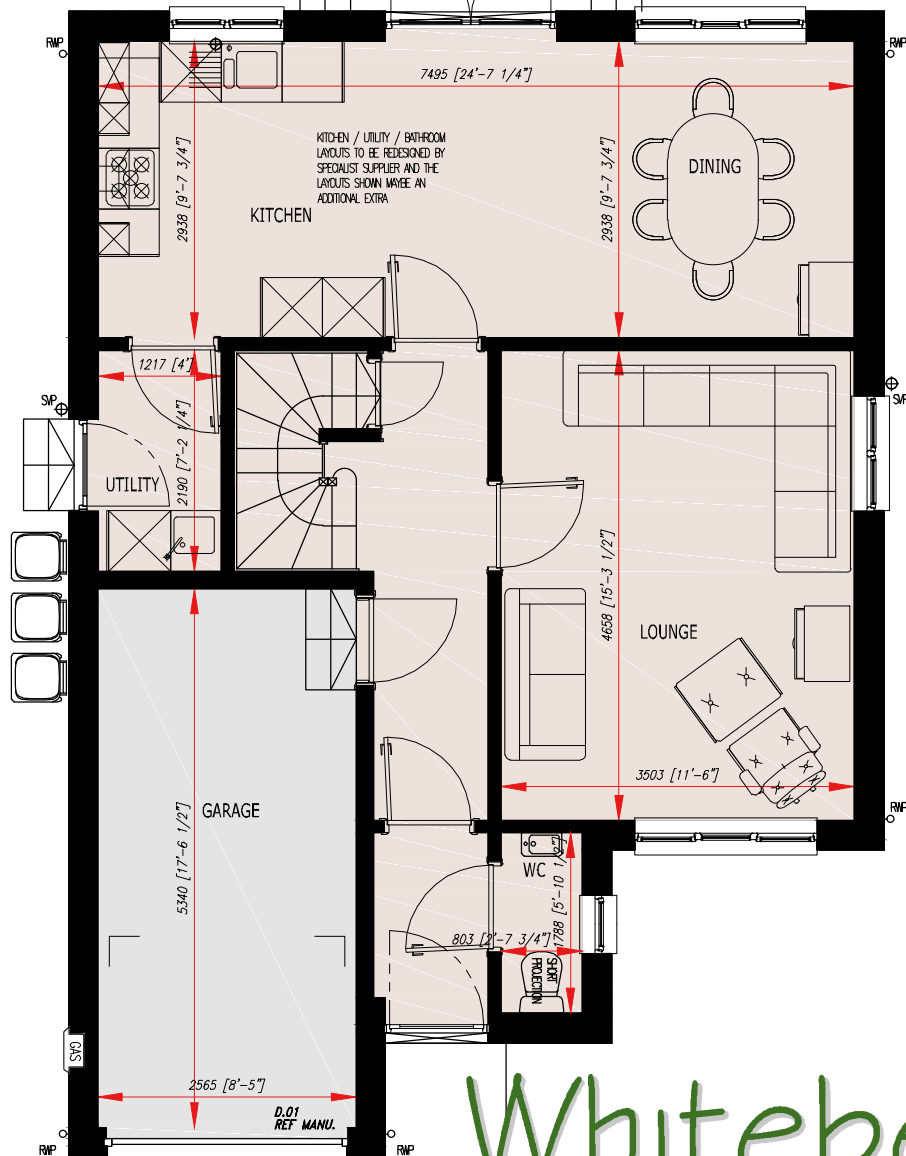 RWP
RWP
7495 [24'-7 1/4"]
KITCHEN / UTILITY / BATHROOM
LAYOUTS TO BE REDESIGNED BY
SPECIALIST SUPPLIER AND THE
LAYOUTS SHOWN MAYBE AN
ADDITIONAL EXTRA
2938 [9'-7 3/4"]
2938 [9'-7 3/4"]
DINING
KITCHEN
1217 [4']
SVP
SVP
2190 [7'-2 1/4"]
UTILITY
4658 [15'-3 1/2"]
LOUNGE
3503 [11'-6"]
GARAGE
5340 [17'-6 1/2"]
RWP
WC
1788 [5'-10 1/2"]
803 [2'-7 3/4"]
SHORT
PROJECTION
GAS
2565 [8'-5"]
D.01
REF MANU.
RWP
RWP
Whitebe